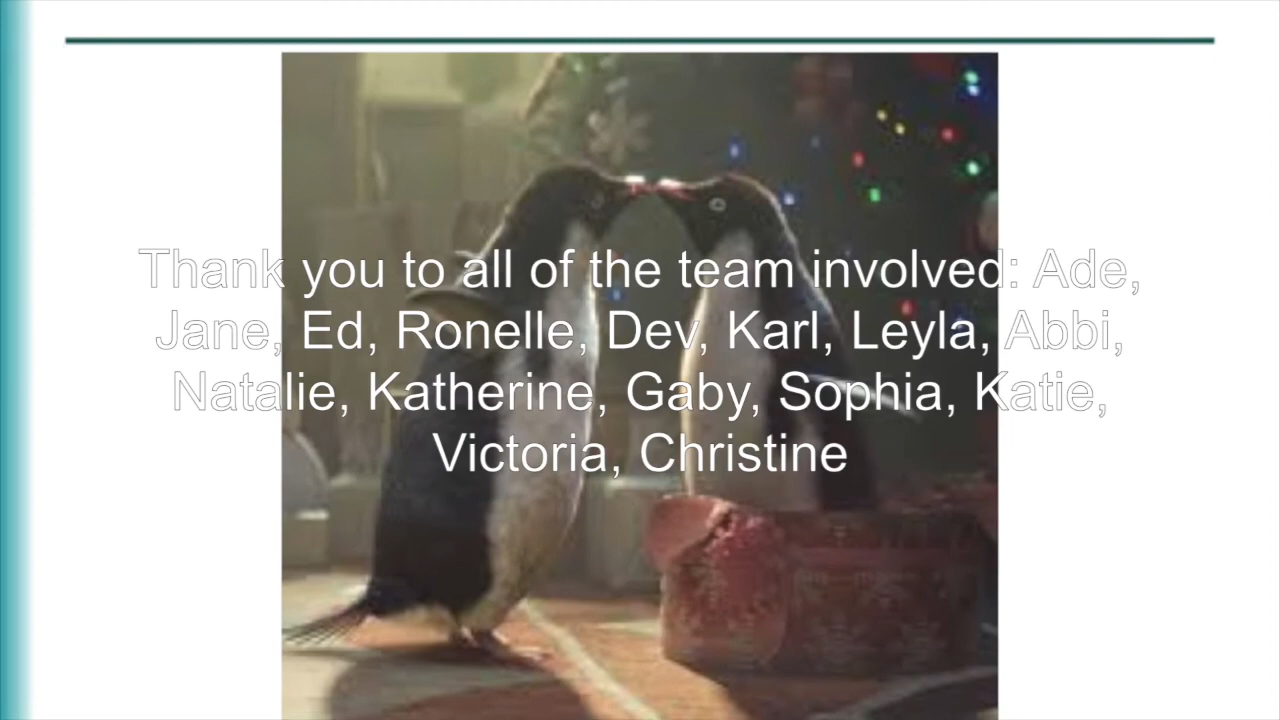 Thank you to all of the team involved: Ade,
Jane, Ed, Ronelle, Dev, Karl, Leyla, Abbi,
Natalie, Katherine, Gaby, Sophia, Katie,
Victoria, Christine